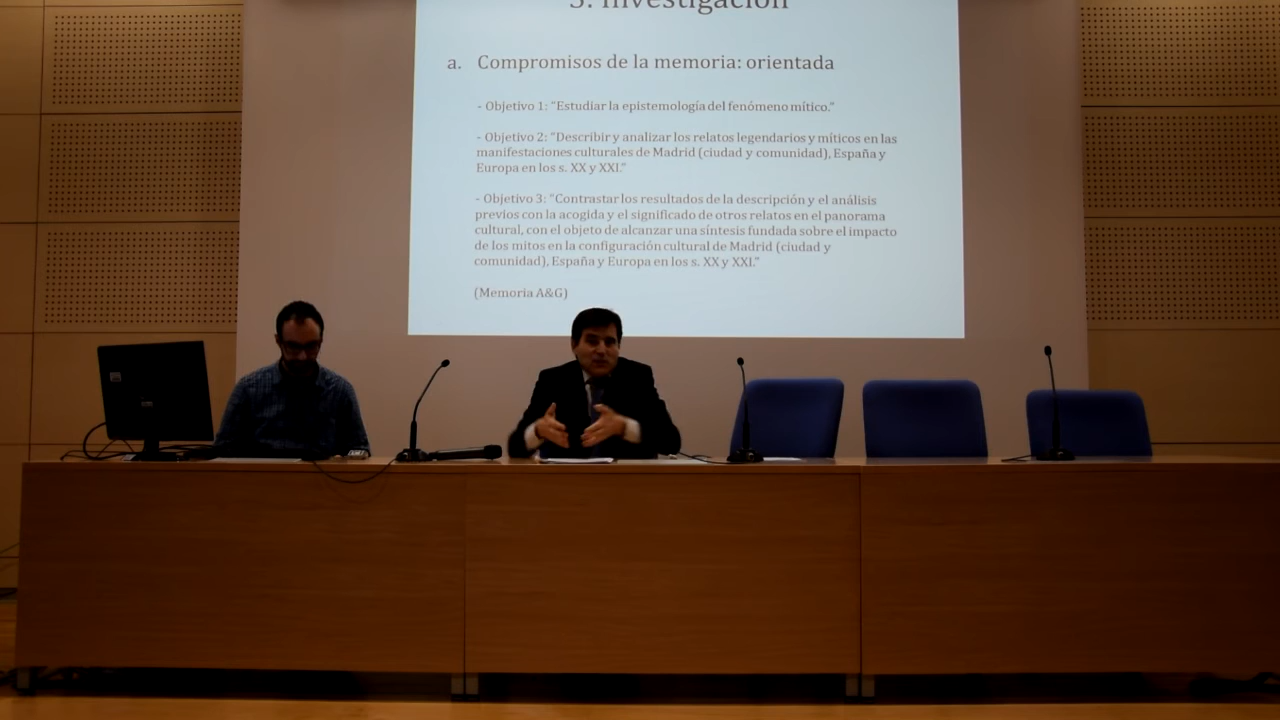 3. Investigación
a. Compromisos de la memoria: orientada
- Objetivo 1: "Estudiar la epistemología del fenómeno mítico."
- Objetivo 2: "Describir y analizar los relatos legendarios y míticos en las
manifestaciones culturales de Madrid (ciudad y comunidad), España y
Europa en los s. XX y XXI."
- Objetivo 3: "Contrastar los resultados de la descripción y el análisis
previos con la acogida y el significado de otros relatos en el panorama
cultural, con el objeto de alcanzar una síntesis fundada sobre el impacto
de los mitos en la configuración cultural de Madrid (ciudad y
comunidad), España y Europa en los s. XX y XXI."
(Memoria A&G)